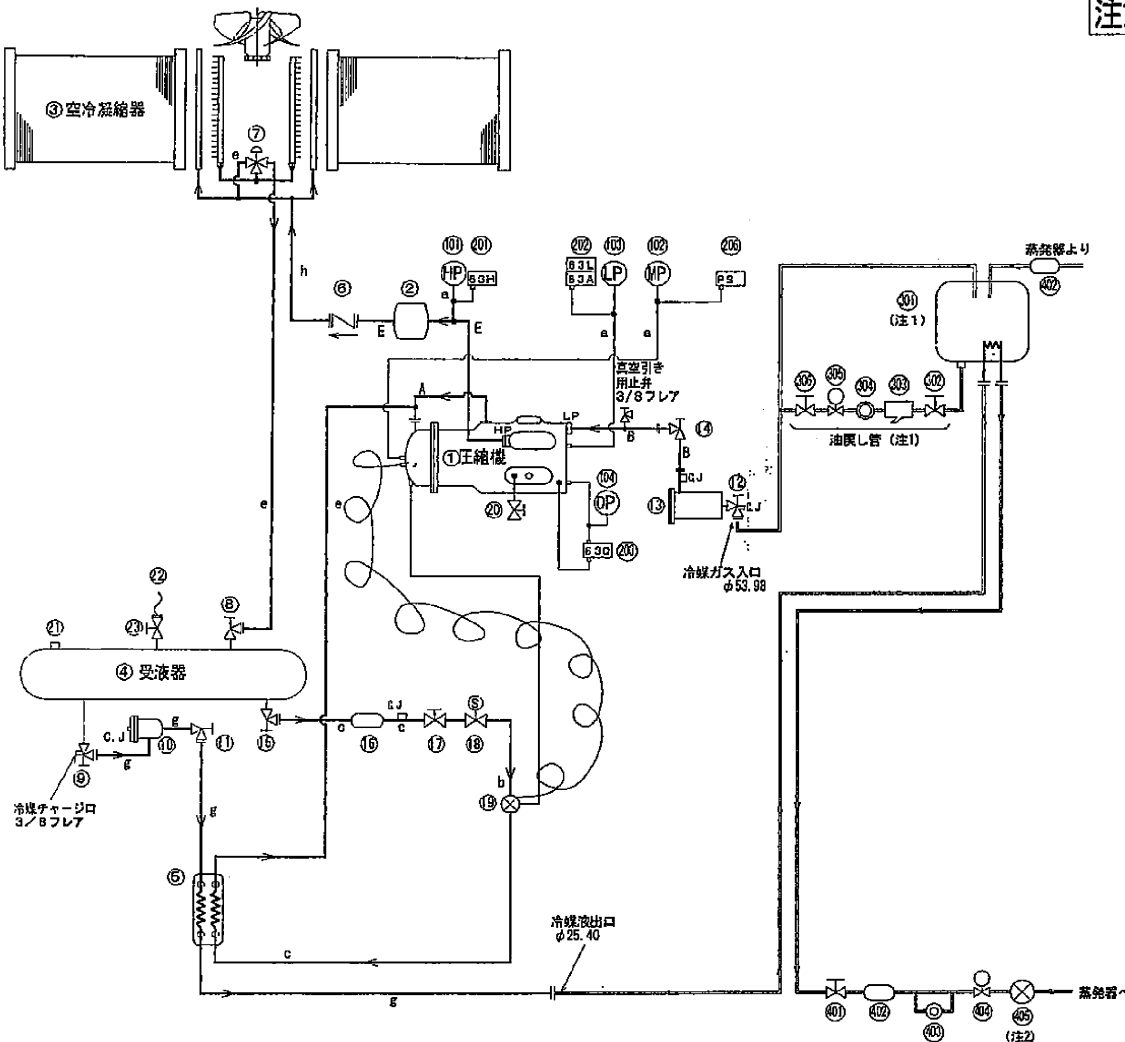 注
③空冷凝縮器
⑦
e
h
⑥
②
E
E
(101)
(201)
HP
63H
a
(202)
63L
63A
(103)
LP
(102)
MP
(206)
a
a
蒸発器より
(402)
(301)
(注1)
(306)
(305)
(304)
(303)
(302)
油戻し管 (注1)
真空引き
用止弁
3/8フレア
A
HP
LP
B
⑭
B
①圧縮機
(104)
OP
⑳
63Q
⑬
⑫
冷媒ガス入口
φ53.98
e
e
㉒
㉓
㉑
⑧
④受液器
C.J
⑩
g
⑪
⑨
g
冷媒チャージ口
3/8フレア
⑮
c
⑯
c
⑰
S
⑱
b
⑲
g
⑤
c
g
冷媒液出口
φ25.40
(401)
(402)
(403)
(404)
(405)
(注2)
蒸発器へ